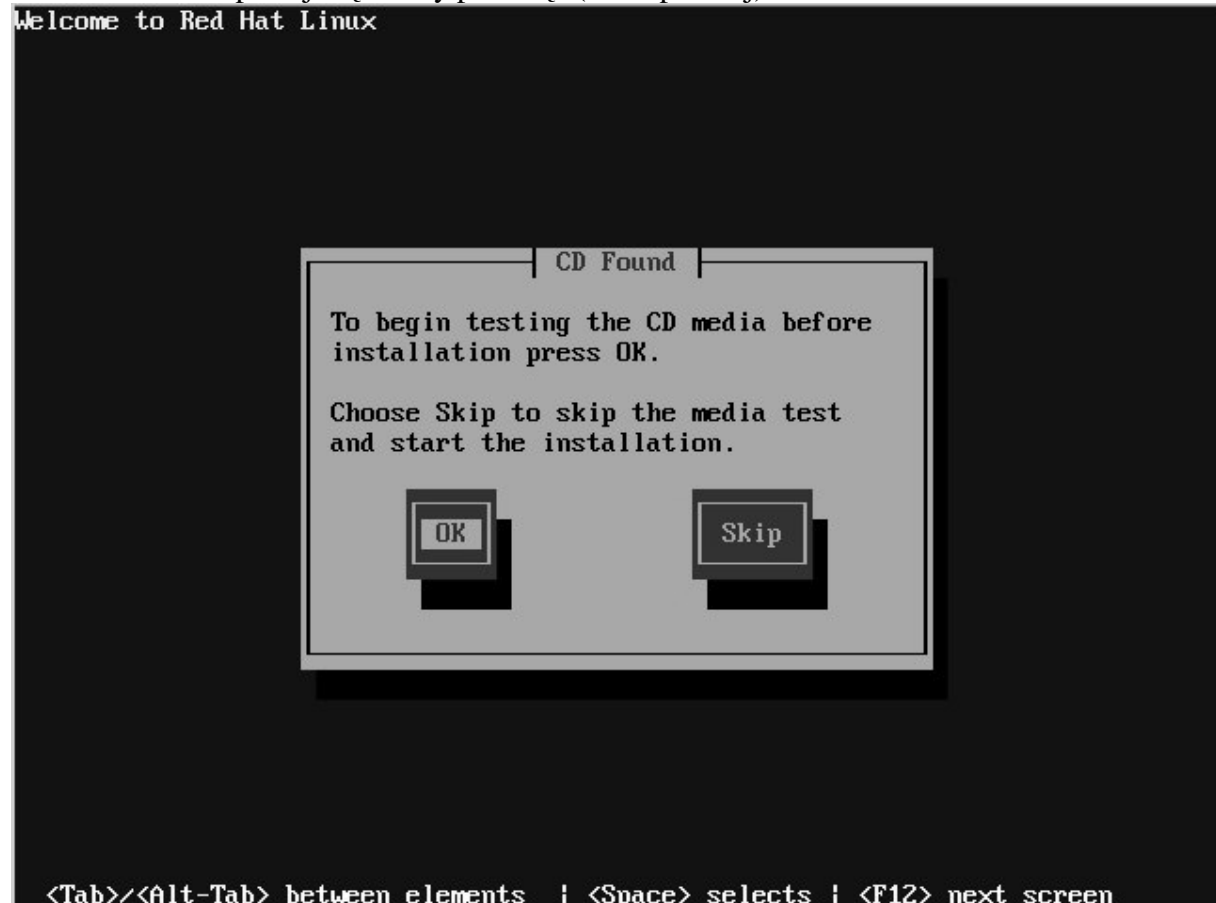 Welcome to Red Hat Linux
CD Found
To begin testing the CD media before
installation press OK.
Choose Skip to skip the media test
and start the installation.
OK Skip
<Tab>/<Alt-Tab> between elements | <Space> selects | <F12> next screen